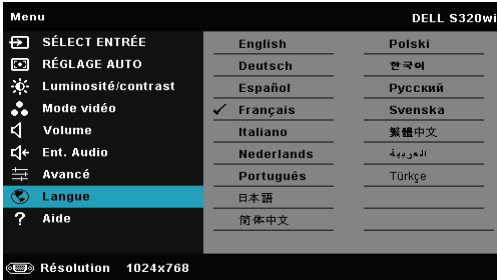 Menu DELL S320wi
SÉLECT ENTRÉE
RÉGLAGE AUTO
Luminosité/contrast
Mode vidéo
Volume
Ent. Audio
Avancé
Langue
Aide
English
Deutsch
Español
✓ Français
Italiano
Nederlands
Português
日本語
简体中文
Polski
한국어
Русский
Svenska
繁體中文
العربية
Türkçe
Résolution 1024x768